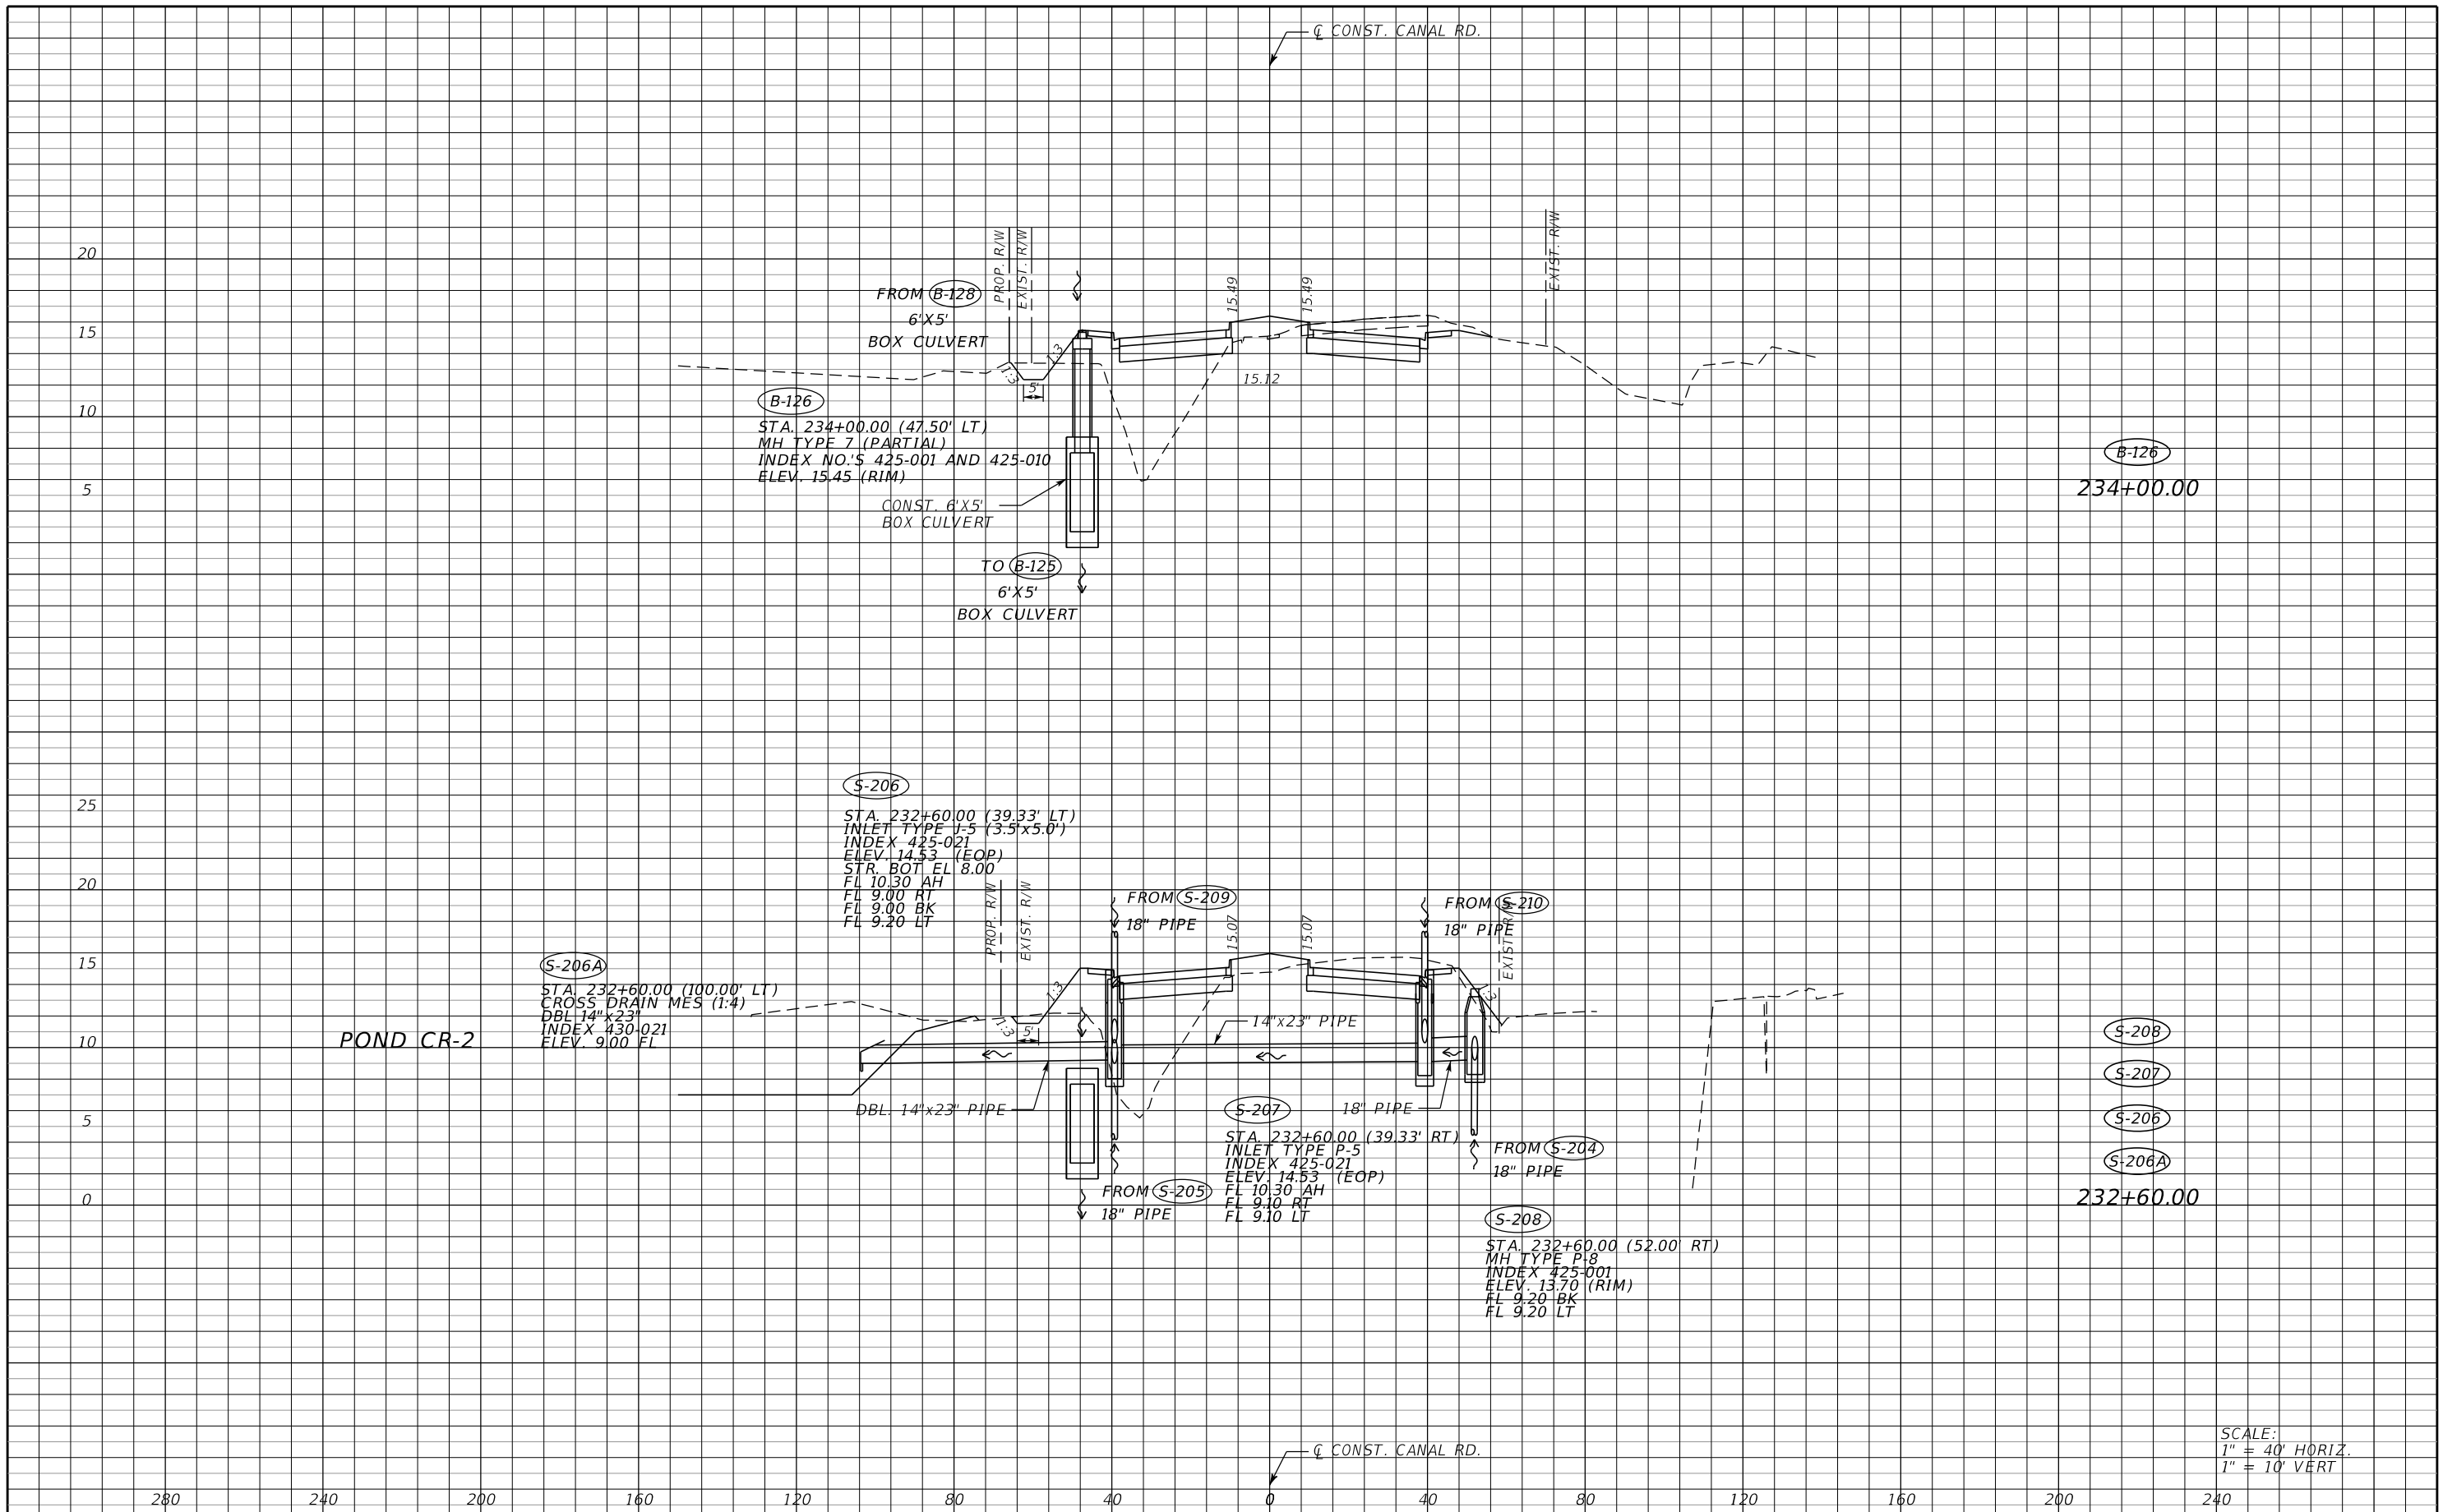 ℄ CONST. CANAL RD.
20
15
10
5
PROP. R/W
EXIST. R/W
FROM B-128
6'X5'
BOX CULVERT
15.49
15.49
EXIST. R/W
1:3
1:3
5'
15.12
B-126
STA. 234+00.00 (47.50' LT)
MH TYPE 7 (PARTIAL)
INDEX NO.'S 425-001 AND 425-010
ELEV. 15.45 (RIM)
CONST. 6'X5'
BOX CULVERT
TO B-125
6'X5'
BOX CULVERT
B-126
234+00.00
25
20
15
10
5
0
S-206
STA. 232+60.00 (39.33' LT)
INLET TYPE J-5 (3.5'x5.0')
INDEX 425-021
ELEV. 14.53 (EOP)
STR. BOT EL 8.00
FL 10.30 AH
FL 9.00 RT
FL 9.00 BK
FL 9.20 LT
PROP. R/W
EXIST. R/W
FROM S-209
18" PIPE
15.07
15.07
FROM S-210
18" PIPE
EXIST. R/W
S-206A
STA. 232+60.00 (100.00' LT)
CROSS DRAIN MES (1:4)
DBL 14"x23"
INDEX 430-021
ELEV. 9.00 FL
POND CR-2
1:3
1:3
5'
1:3
14"x23" PIPE
DBL. 14"x23" PIPE
18" PIPE
S-207
STA. 232+60.00 (39.33' RT)
INLET TYPE P-5
INDEX 425-021
ELEV. 14.53 (EOP)
FL 10.30 AH
FL 9.10 RT
FL 9.10 LT
FROM S-204
18" PIPE
FROM S-205
18" PIPE
S-208
STA. 232+60.00 (52.00' RT)
MH TYPE P-8
INDEX 425-001
ELEV. 13.70 (RIM)
FL 9.20 BK
FL 9.20 LT
S-208
S-207
S-206
S-206A
232+60.00
℄ CONST. CANAL RD.
SCALE:
1" = 40' HORIZ.
1" = 10' VERT
280 240 200 160 120 80 40 0 40 80 120 160 200 240